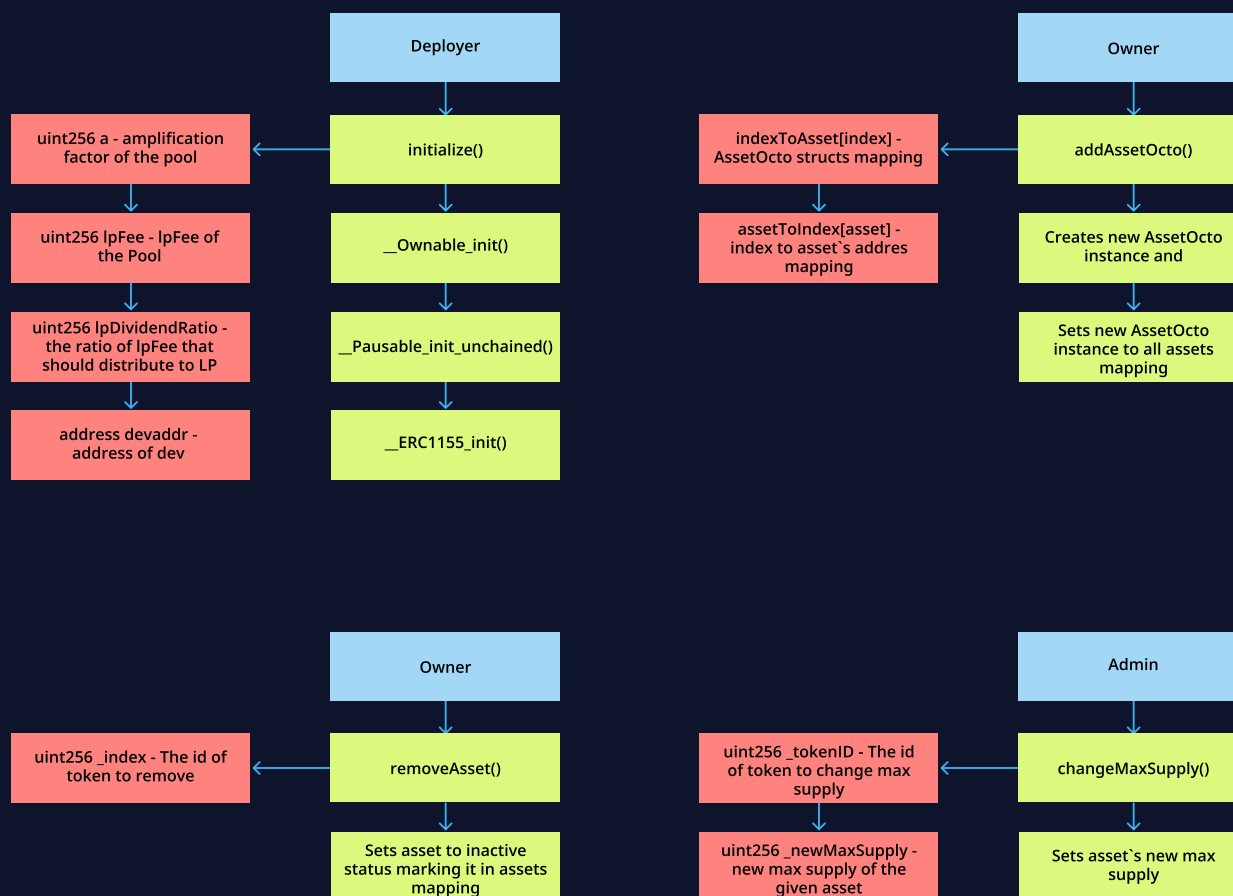 Deployer
uint256 a - amplification
factor of the pool
initialize()
uint256 lpFee - lpFee of
the Pool
__Ownable_init()
uint256 lpDividendRatio -
the ratio of lpFee that
should distribute to LP
__Pausable_init_unchained()
address devaddr -
address of dev
__ERC1155_init()
Owner
indexToAsset[index] -
AssetOcto structs mapping
addAssetOcto()
assetToIndex[asset] -
index to asset`s addres
mapping
Creates new AssetOcto
instance and
Sets new AssetOcto
instance to all assets
mapping
Owner
uint256 _index - The id of
token to remove
removeAsset()
Sets asset to inactive
status marking it in assets
mapping
Admin
uint256 _tokenID - The id
of token to change max
supply
changeMaxSupply()
uint256 _newMaxSupply -
new max supply of the
given asset
Sets asset`s new max
supply